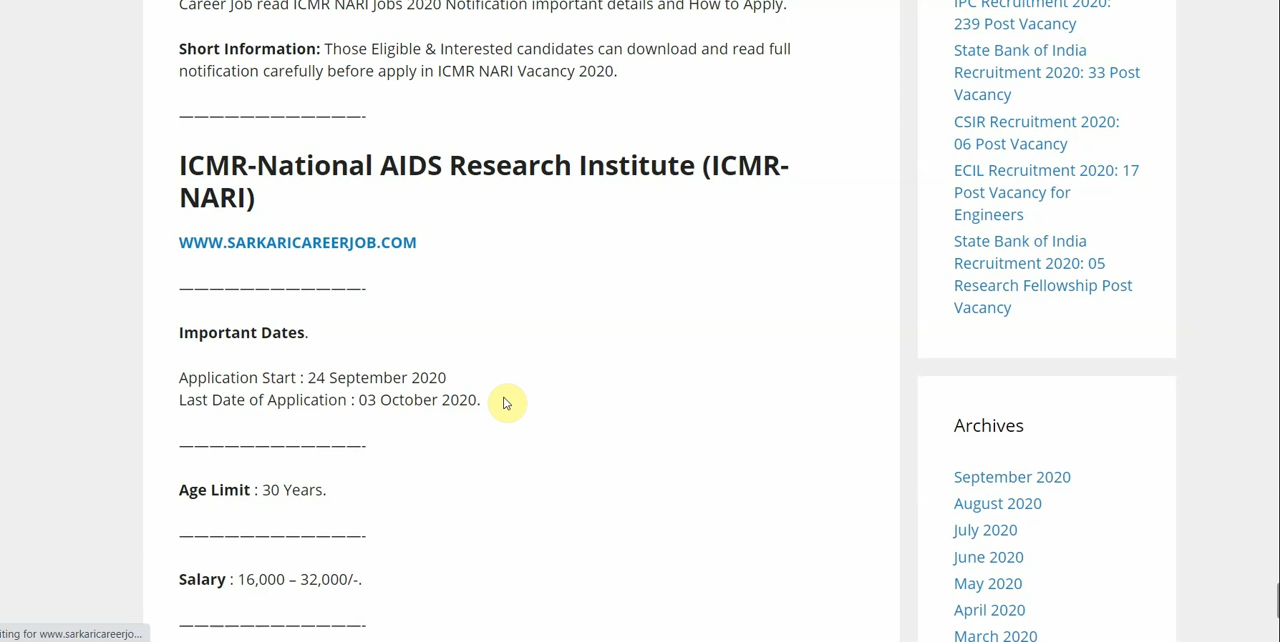 Career Job read ICMR NARI Jobs 2020 Notification important details and How to Apply.
Short Information: Those Eligible & Interested candidates can download and read full
notification carefully before apply in ICMR NARI Vacancy 2020.
————————————-
ICMR-National AIDS Research Institute (ICMR-
NARI)
WWW.SARKARICAREERJOB.COM
————————————-
Important Dates.
Application Start : 24 September 2020
Last Date of Application : 03 October 2020.
————————————-
Age Limit : 30 Years.
————————————-
Salary : 16,000 – 32,000/-.
————————————-
IPC Recruitment 2020:
239 Post Vacancy
State Bank of India
Recruitment 2020: 33 Post
Vacancy
CSIR Recruitment 2020:
06 Post Vacancy
ECIL Recruitment 2020: 17
Post Vacancy for
Engineers
State Bank of India
Recruitment 2020: 05
Research Fellowship Post
Vacancy
Archives
September 2020
August 2020
July 2020
June 2020
May 2020
April 2020
March 2020
iting for www.sarkaricareerjo...